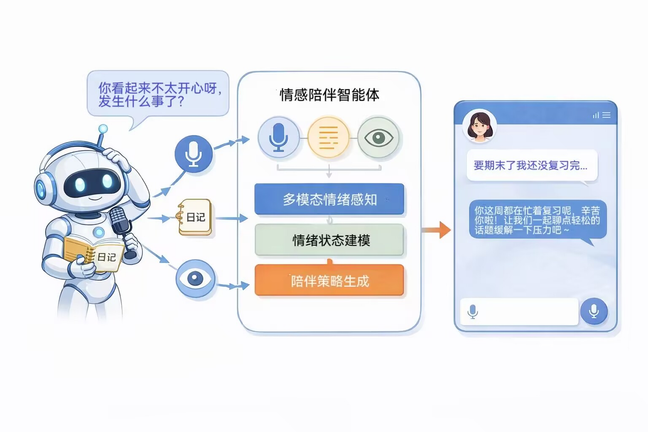 你看起来不太开心呀，
发生什么事了？
日记
日记
情感陪伴智能体
多模态情绪感知
情绪状态建模
陪伴策略生成
要期末了我还没复习完...
你这周都在忙着复习呢，辛苦
你啦！让我们一起聊点轻松的
话题缓解一下压力吧～